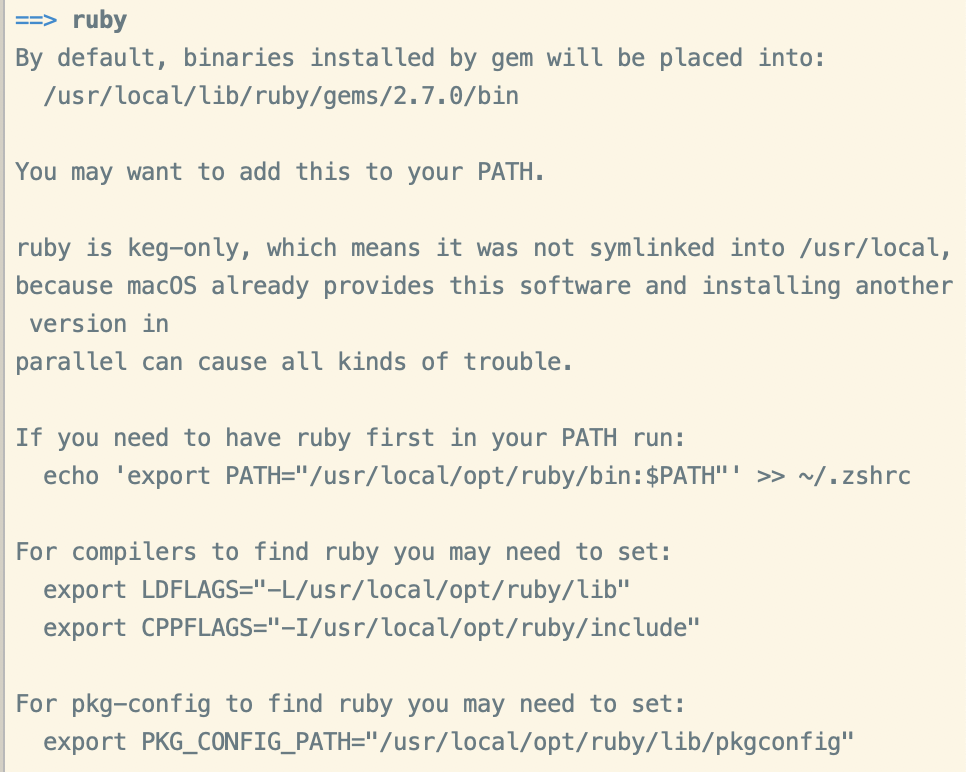 ==> ruby
By default, binaries installed by gem will be placed into:
  /usr/local/lib/ruby/gems/2.7.0/bin
You may want to add this to your PATH.
ruby is keg-only, which means it was not symlinked into /usr/local,
because macOS already provides this software and installing another
 version in
parallel can cause all kinds of trouble.
If you need to have ruby first in your PATH run:
  echo 'export PATH="/usr/local/opt/ruby/bin:$PATH"' >> ~/.zshrc
For compilers to find ruby you may need to set:
  export LDFLAGS="-L/usr/local/opt/ruby/lib"
  export CPPFLAGS="-I/usr/local/opt/ruby/include"
For pkg-config to find ruby you may need to set:
  export PKG_CONFIG_PATH="/usr/local/opt/ruby/lib/pkgconfig"